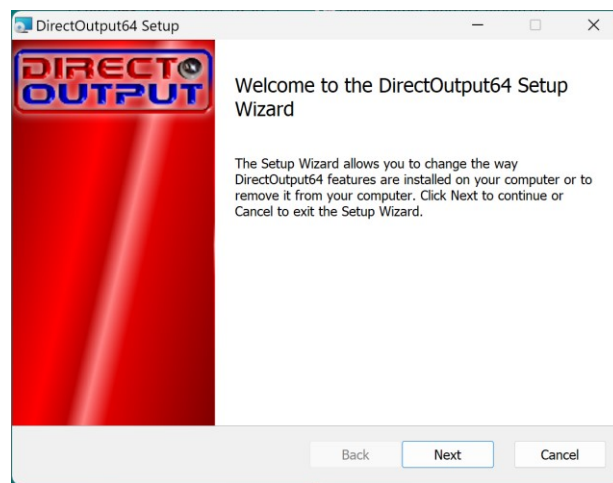 DirectOutput64 Setup
DIRECT
OUTPUT
Welcome to the DirectOutput64 Setup
Wizard
The Setup Wizard allows you to change the way
DirectOutput64 features are installed on your computer or to
remove it from your computer. Click Next to continue or
Cancel to exit the Setup Wizard.
Back Next Cancel